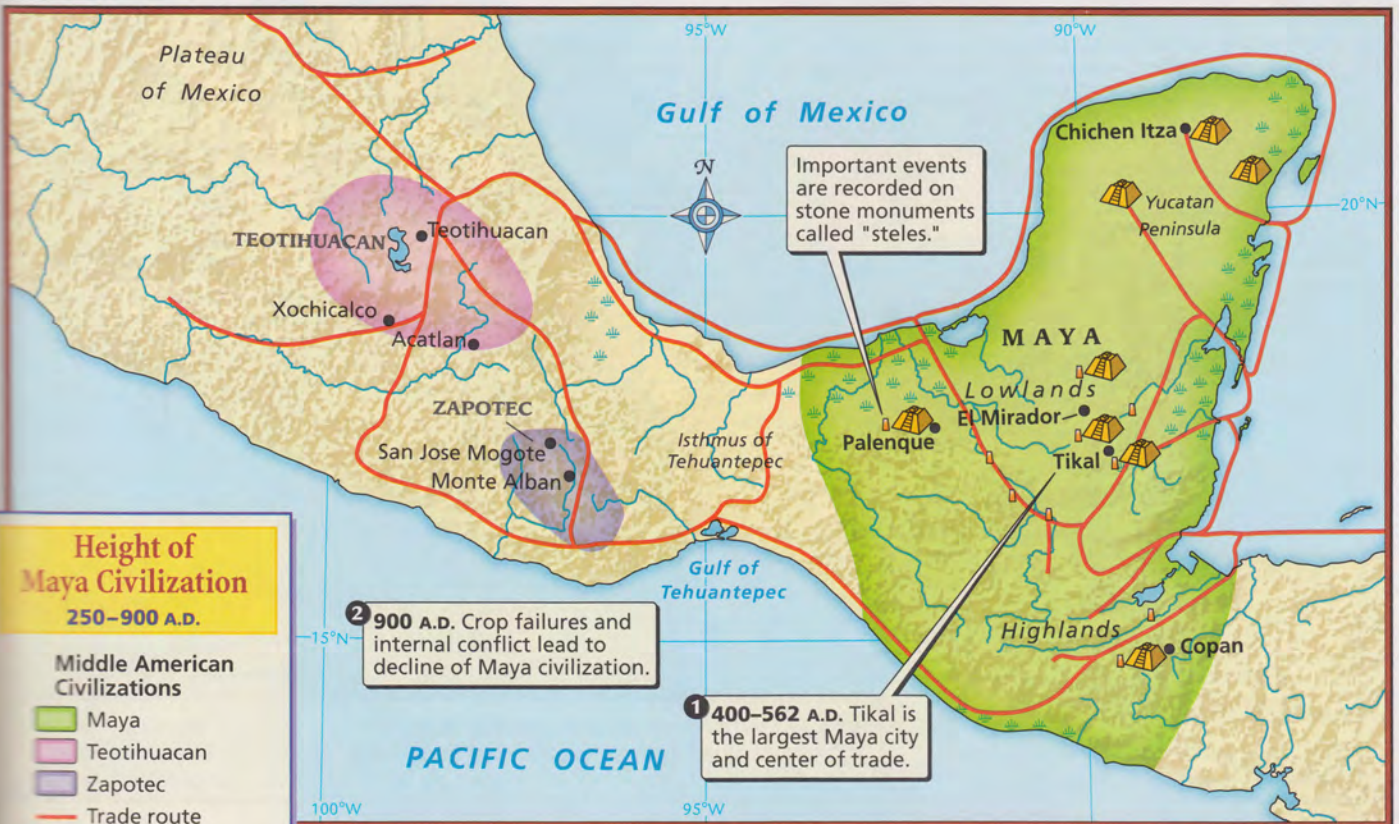 95°W
90°W
Plateau
of Mexico
Gulf of Mexico
N
Chichen Itza
Important events
are recorded on
stone monuments
called "steles."
Yucatan
Peninsula
20°N
TEOTIHUACAN
Teotihuacan
Xochicalco
Acatlan
MAYA
Lowlands
El Mirador
ZAPOTEC
San Jose Mogote
Monte Alban
Isthmus of
Tehuantepec
Palenque
Tikal
Height of
Maya Civilization
250–900 A.D.
Gulf of
Tehuantepec
2 900 A.D. Crop failures and
internal conflict lead to
decline of Maya civilization.
15°N
Highlands
Copan
Middle American
Civilizations
Maya
Teotihuacan
Zapotec
Trade route
1 400–562 A.D. Tikal is
the largest Maya city
and center of trade.
PACIFIC OCEAN
100°W
95°W